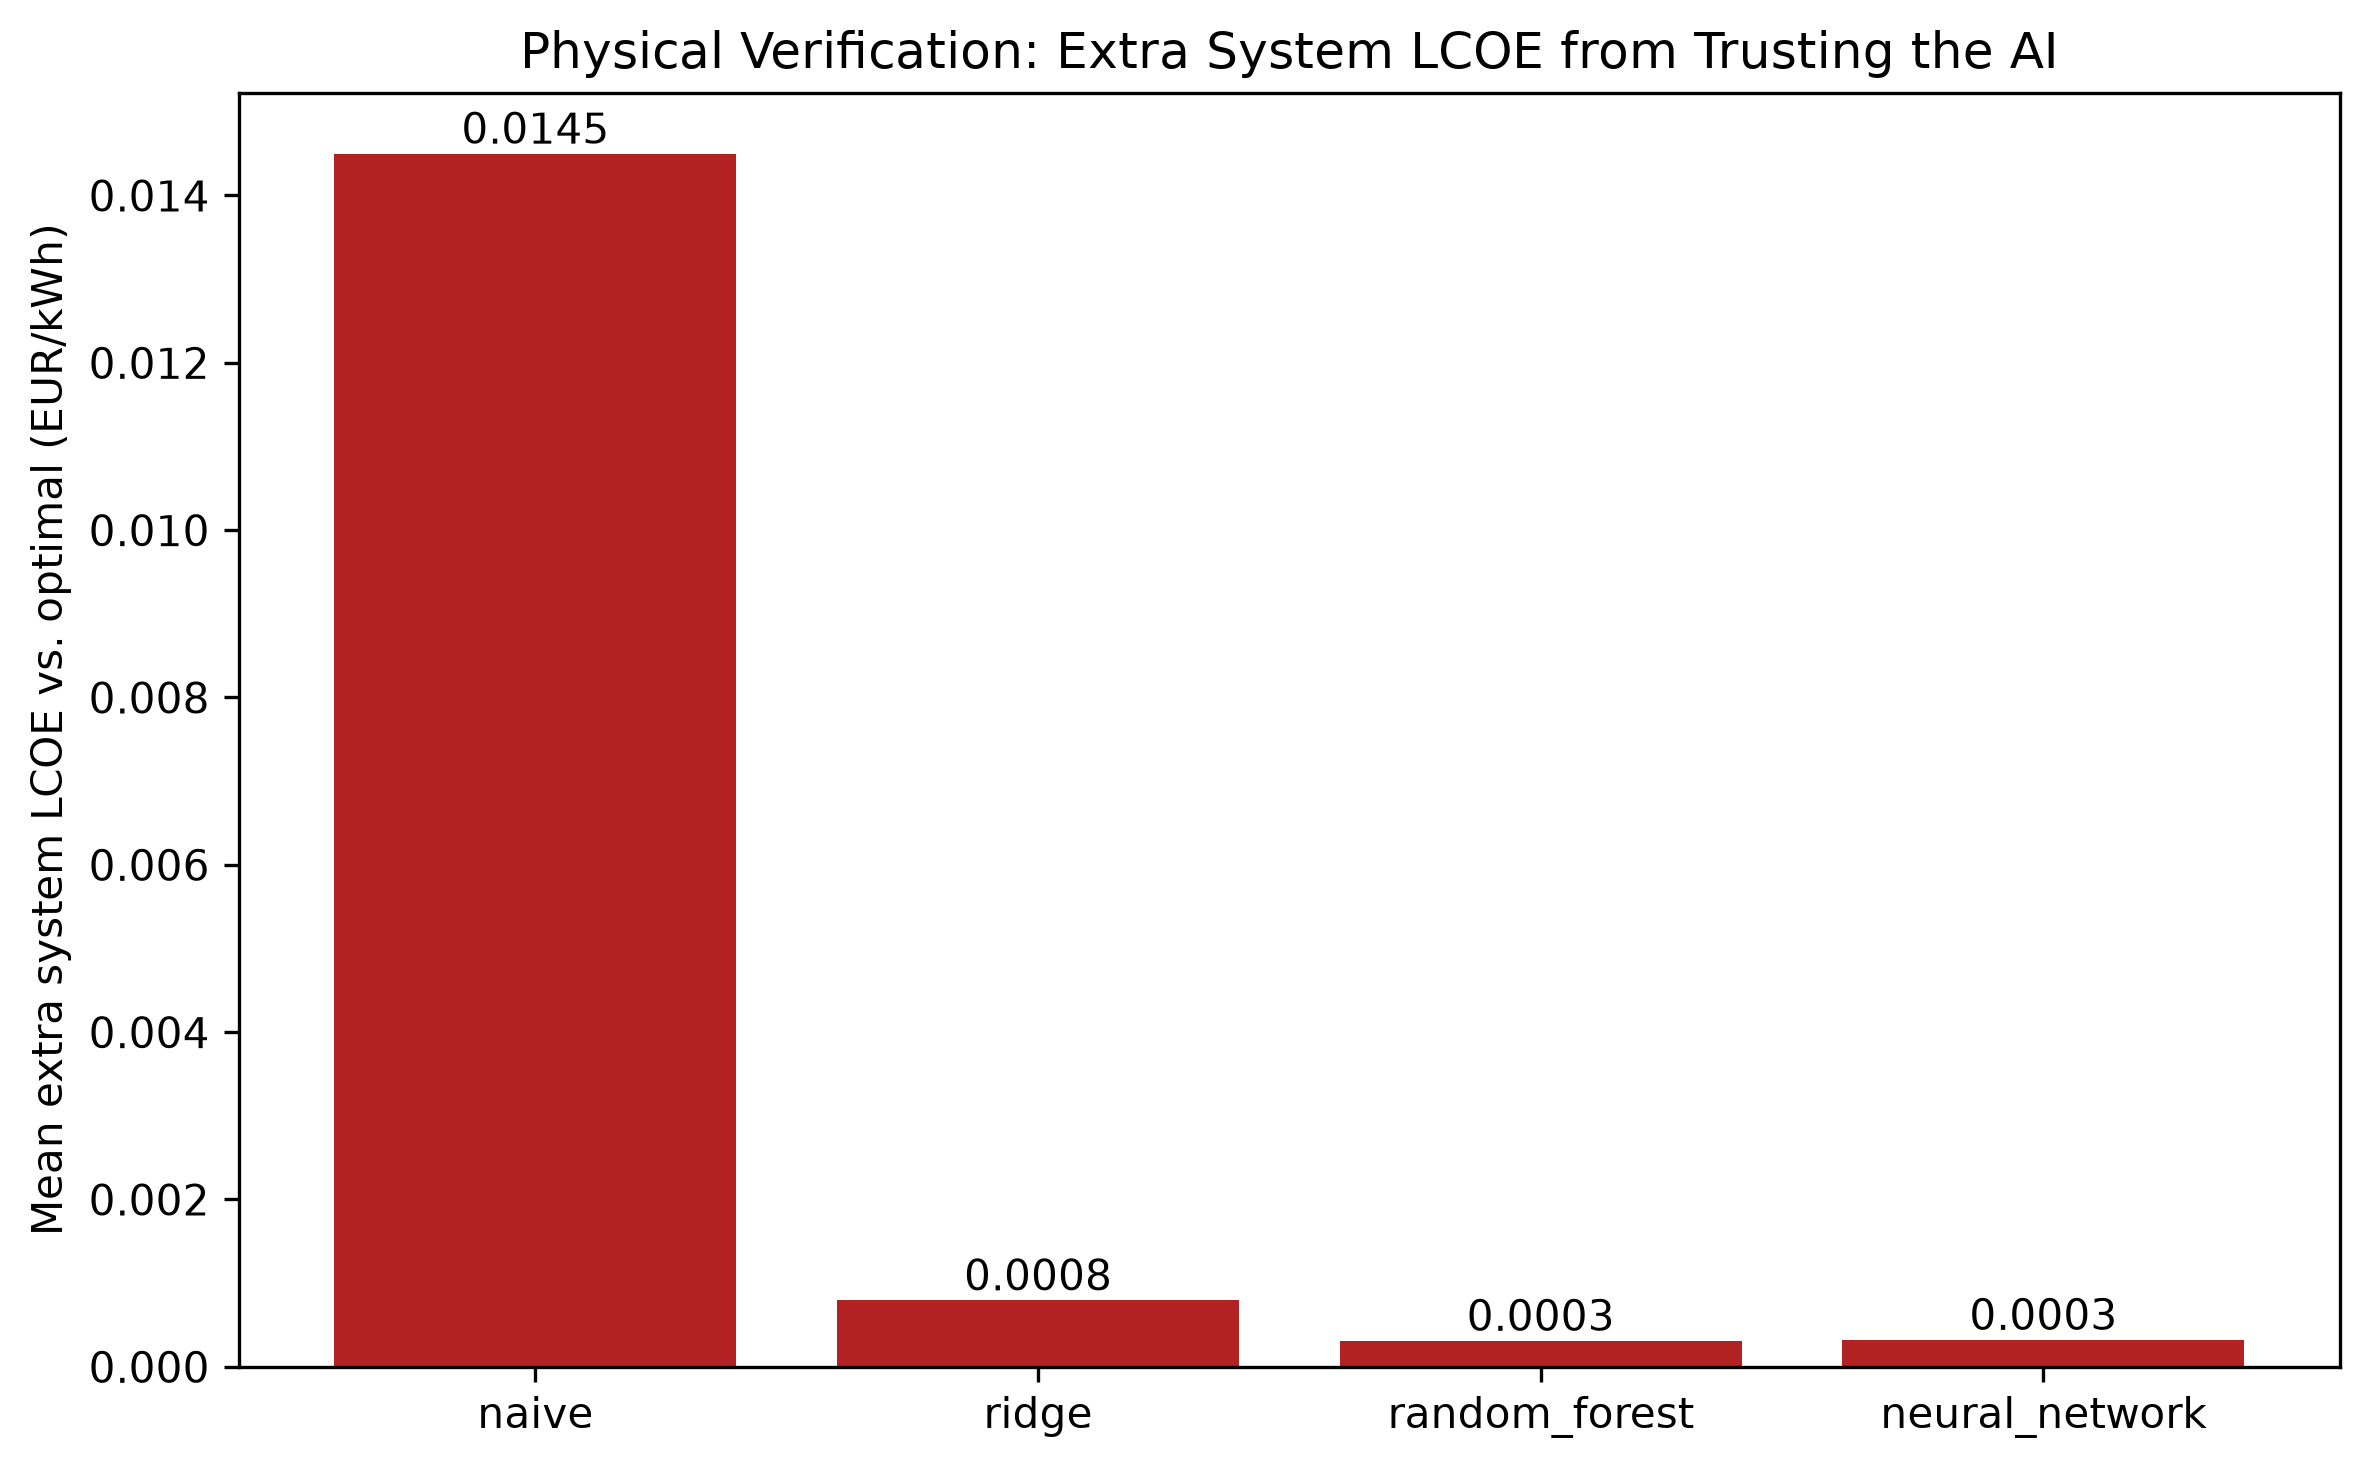 Physical Verification: Extra System LCOE from Trusting the AI
Mean extra system LCOE vs. optimal (EUR/kWh)
0.014
0.012
0.010
0.008
0.006
0.004
0.002
0.000
0.0145
0.0008
0.0003
0.0003
naive
ridge
random_forest
neural_network